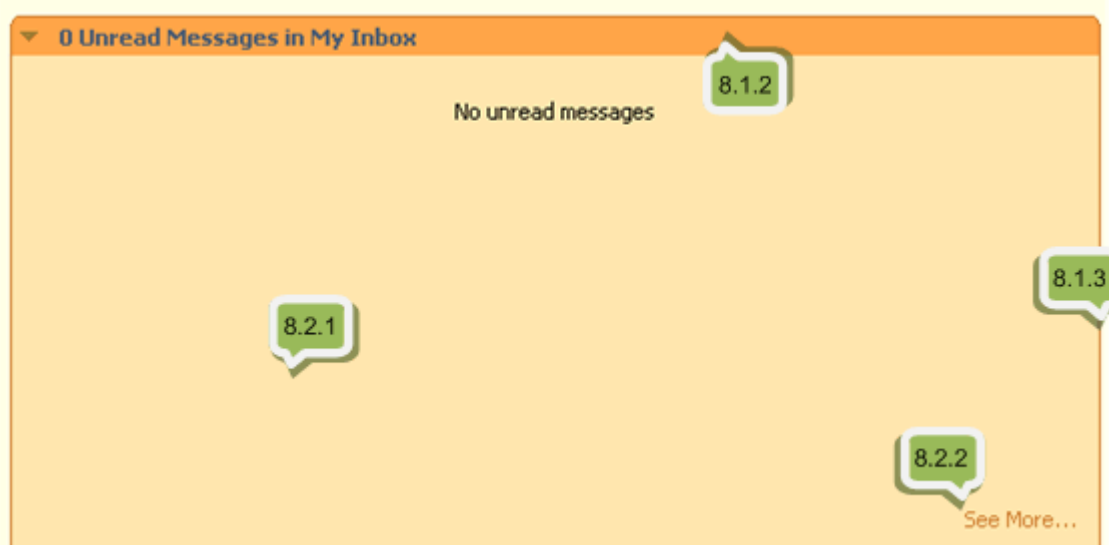 0 Unread Messages in My Inbox
8.1.2
No unread messages
8.1.3
8.2.1
8.2.2
See More...